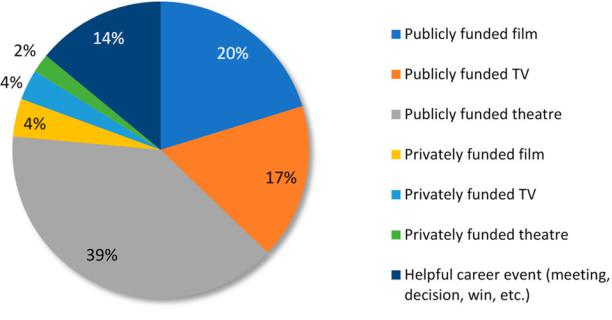 14%
20%
2%
4%
4%
17%
39%
Publicly funded film
Publicly funded TV
Publicly funded theatre
Privately funded film
Privately funded TV
Privately funded theatre
Helpful career event (meeting,
decision, win, etc.)